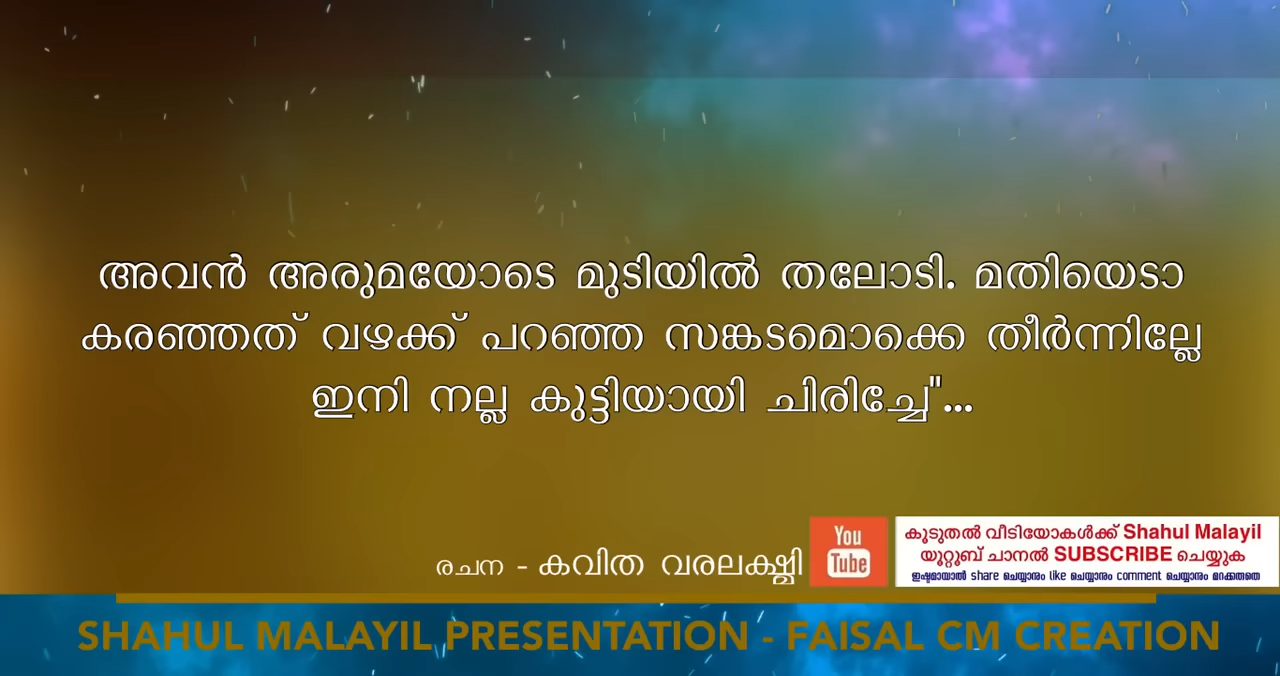 അവൻ അരുമയോടെ മുടിയിൽ തലോടി. മതിയെടാ
കരഞ്ഞത് വഴക്ക് പറഞ്ഞ സങ്കടമൊക്കെ തീർന്നില്ലേ
ഇനി നല്ല കുട്ടിയായി ചിരിച്ചേ"...
രചന - കവിത വരലക്ഷ്മി
You
Tube
കൂടുതൽ വീഡിയോകൾക്ക് Shahul Malayil
യൂറ്റൂബ് ചാനൽ SUBSCRIBE ചെയ്യുക
ഇഷ്ടമായാൽ share ചെയ്യാനും like ചെയ്യാനും comment ചെയ്യാനും മറക്കരുതെ
SHAHUL MALAYIL PRESENTATION - FAISAL CM CREATION